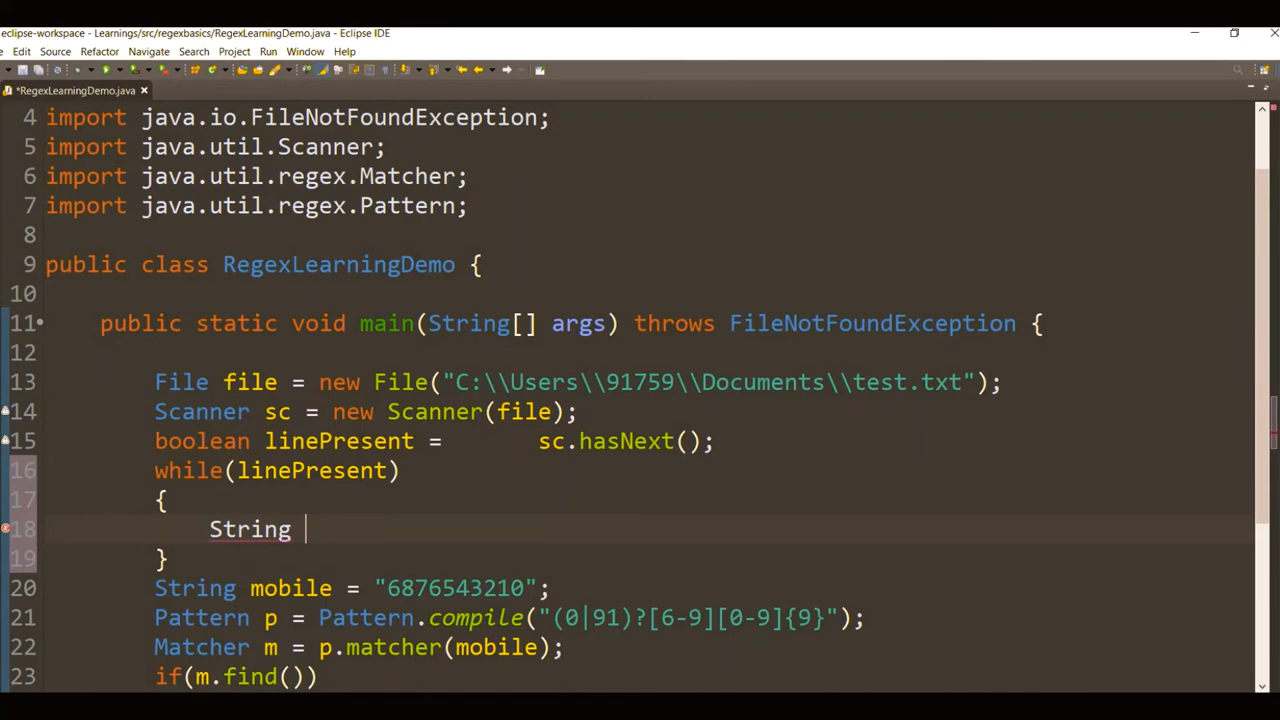 eclipse-workspace - Learnings/src/regexbasics/RegexLearningDemo.java - Eclipse IDE
e Edit Source Refactor Navigate Search Project Run Window Help
*RegexLearningDemo.java
4 import java.io.FileNotFoundException;
5 import java.util.Scanner;
6 import java.util.regex.Matcher;
7 import java.util.regex.Pattern;
8
9 public class RegexLearningDemo {
10
11 public static void main(String[] args) throws FileNotFoundException {
12
13 File file = new File("C:\\Users\\91759\\Documents\\test.txt");
14 Scanner sc = new Scanner(file);
15 boolean linePresent = sc.hasNext();
16 while(linePresent)
17 {
18 String
19 }
20 String mobile = "6876543210";
21 Pattern p = Pattern.compile("(0|91)?[6-9][0-9]{9}");
22 Matcher m = p.matcher(mobile);
23 if(m.find())